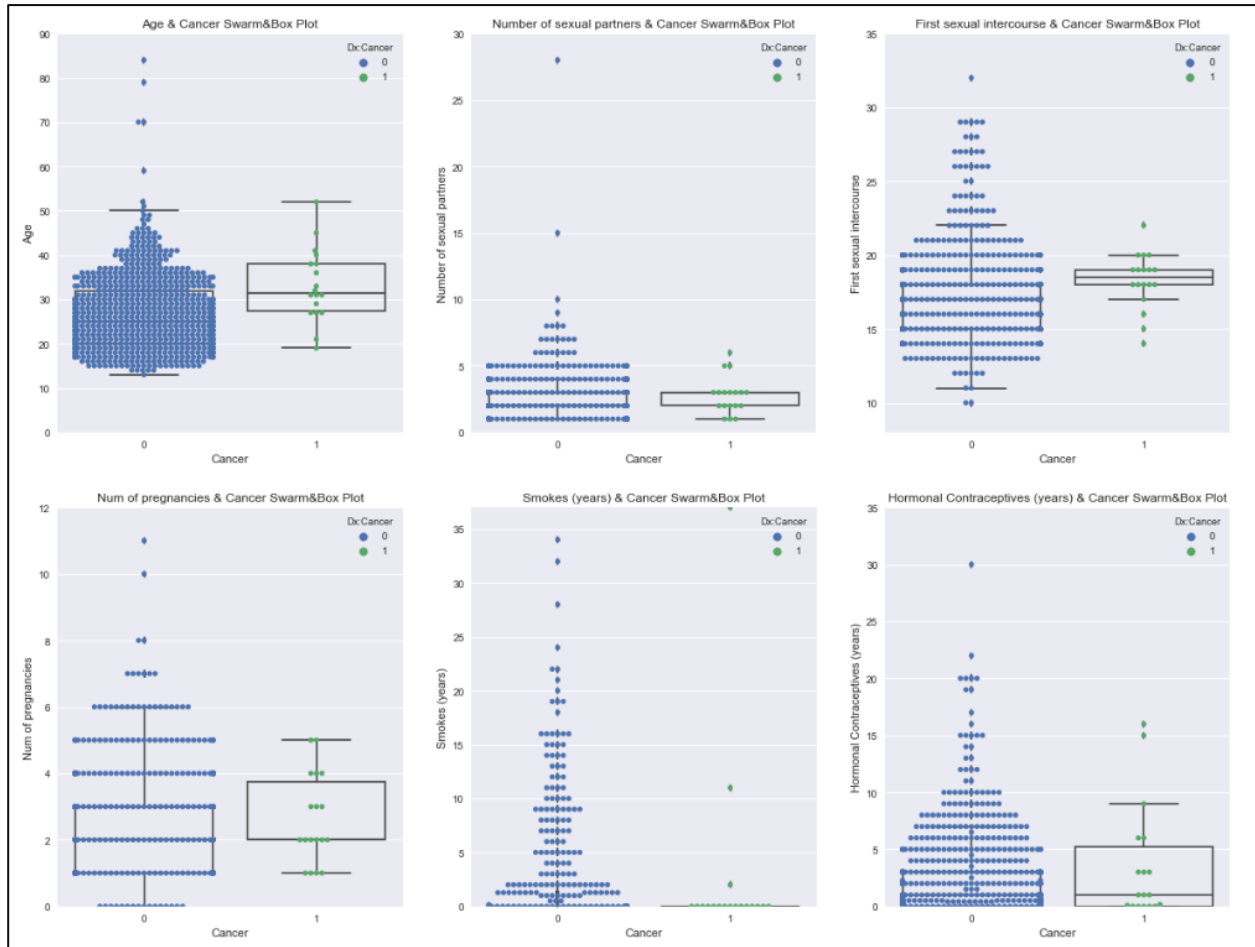 Age & Cancer Swarm&Box Plot
Dx:Cancer
0
1
90
80
70
60
50
40
30
20
10
0
Age
0 1
Cancer
Number of sexual partners & Cancer Swarm&Box Plot
Dx:Cancer
0
1
30
25
20
15
10
5
0
Number of sexual partners
0 1
Cancer
First sexual intercourse & Cancer Swarm&Box Plot
Dx:Cancer
0
1
35
30
25
20
15
10
First sexual intercourse
0 1
Cancer
Num of pregnancies & Cancer Swarm&Box Plot
Dx:Cancer
0
1
12
10
8
6
4
2
0
Num of pregnancies
0 1
Cancer
Smokes (years) & Cancer Swarm&Box Plot
Dx:Cancer
0
1
35
30
25
20
15
10
5
0
Smokes (years)
0 1
Cancer
Hormonal Contraceptives (years) & Cancer Swarm&Box Plot
Dx:Cancer
0
1
35
30
25
20
15
10
5
0
Hormonal Contraceptives (years)
0 1
Cancer